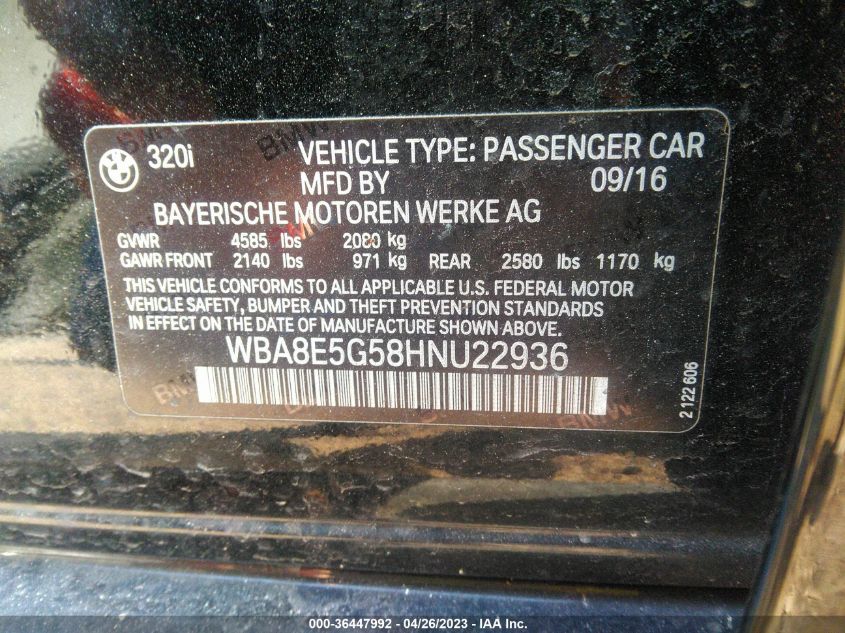 320i VEHICLE TYPE: PASSENGER CAR
MFD BY 09/16
BAYERISCHE MOTOREN WERKE AG
GVWR 4585 lbs 2080 kg
GAWR FRONT 2140 lbs 971 kg REAR 2580 lbs 1170 kg
THIS VEHICLE CONFORMS TO ALL APPLICABLE U.S. FEDERAL MOTOR
VEHICLE SAFETY, BUMPER AND THEFT PREVENTION STANDARDS
IN EFFECT ON THE DATE OF MANUFACTURE SHOWN ABOVE.
WBA8E5G58HNU22936
2 122 606
BMW
BMW
000-36447992 - 04/26/2023 - IAA Inc.